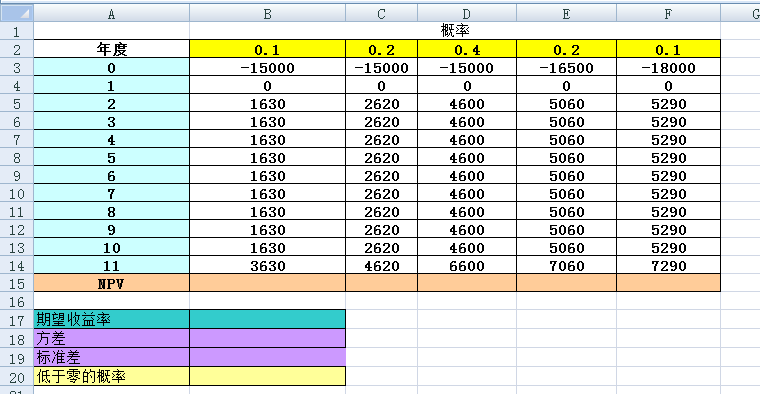 A B C D E F G
1 概率
2 年度 0.1 0.2 0.4 0.2 0.1
3 0 -15000 -15000 -15000 -16500 -18000
4 1 0 0 0 0 0
5 2 1630 2620 4600 5060 5290
6 3 1630 2620 4600 5060 5290
7 4 1630 2620 4600 5060 5290
8 5 1630 2620 4600 5060 5290
9 6 1630 2620 4600 5060 5290
10 7 1630 2620 4600 5060 5290
11 8 1630 2620 4600 5060 5290
12 9 1630 2620 4600 5060 5290
13 10 1630 2620 4600 5060 5290
14 11 3630 4620 6600 7060 7290
15 NPV
16
17 期望收益率
18 方差
19 标准差
20 低于零的概率